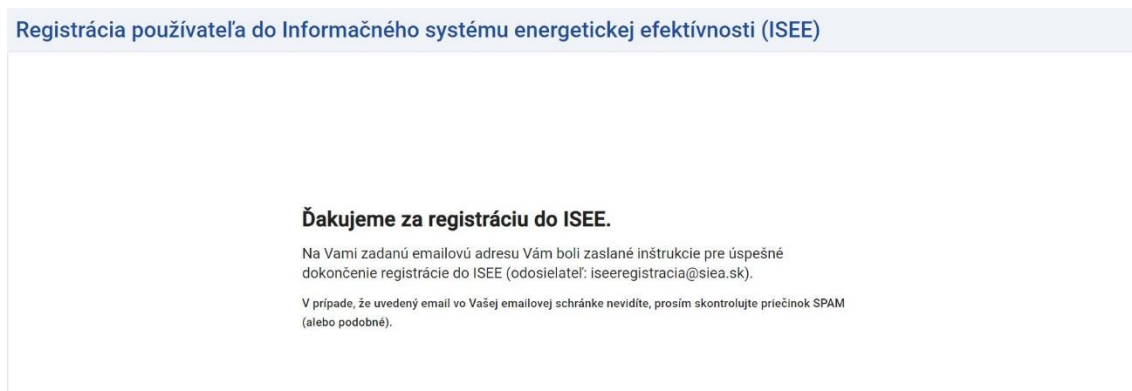 Registrácia používateľa do Informačného systému energetickej efektívnosti (ISEE)
Ďakujeme za registráciu do ISEE.
Na Vami zadanú emailovú adresu Vám boli zaslané inštrukcie pre úspešné
dokončenie registrácie do ISEE (odosielateľ: iseeregistracia@siea.sk).
V prípade, že uvedený email vo Vašej emailovej schránke nevidíte, prosím skontrolujte priečinok SPAM
(alebo podobné).